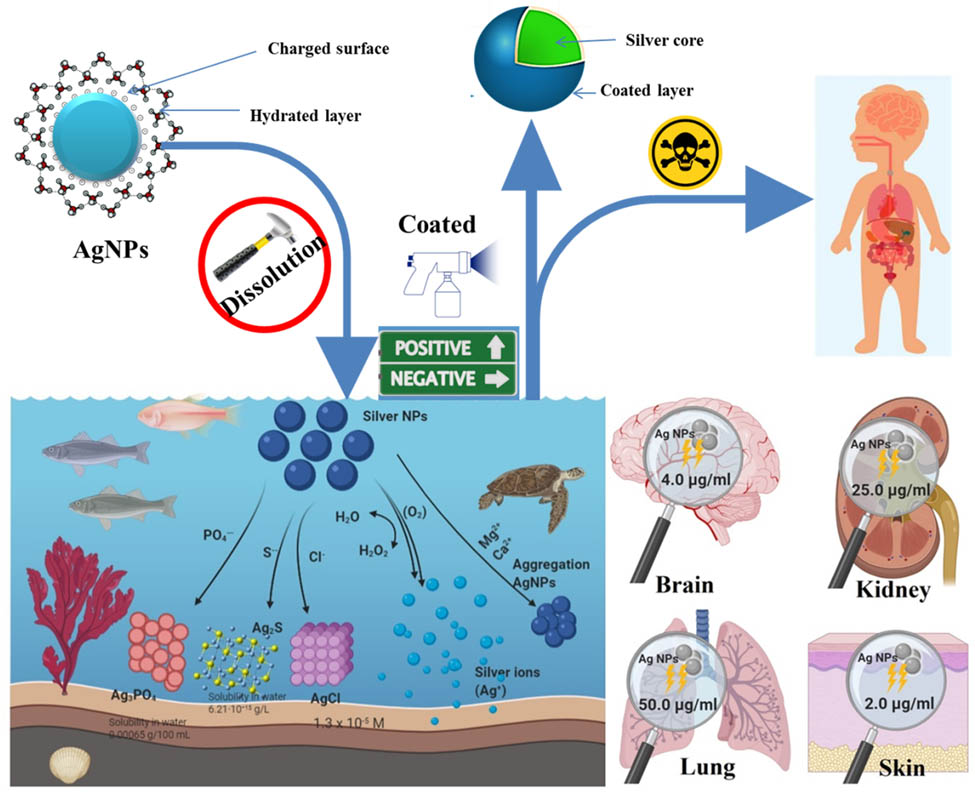 Charged surface
Hydrated layer
AgNPs
Silver core
Coated layer
Dissolution
Coated
POSITIVE
NEGATIVE
Silver NPs
PO₄⁻⁻
S⁻⁻
Cl⁻
H₂O
H₂O₂
(O₂)
Mg²⁺
Ca²⁺
Aggregation
AgNPs
Ag₃PO₄
Solubility in water
0.00065 g/100 mL
Ag₂S
Solubility in water
6.21·10⁻¹⁵ g/L
AgCl
1.3 x 10⁻⁵ M
Silver ions
(Ag⁺)
Ag NPs
4.0 µg/ml
Brain
Ag NPs
25.0 µg/ml
Kidney
Ag NPs
50.0 µg/ml
Lung
Ag NPs
2.0 µg/ml
Skin